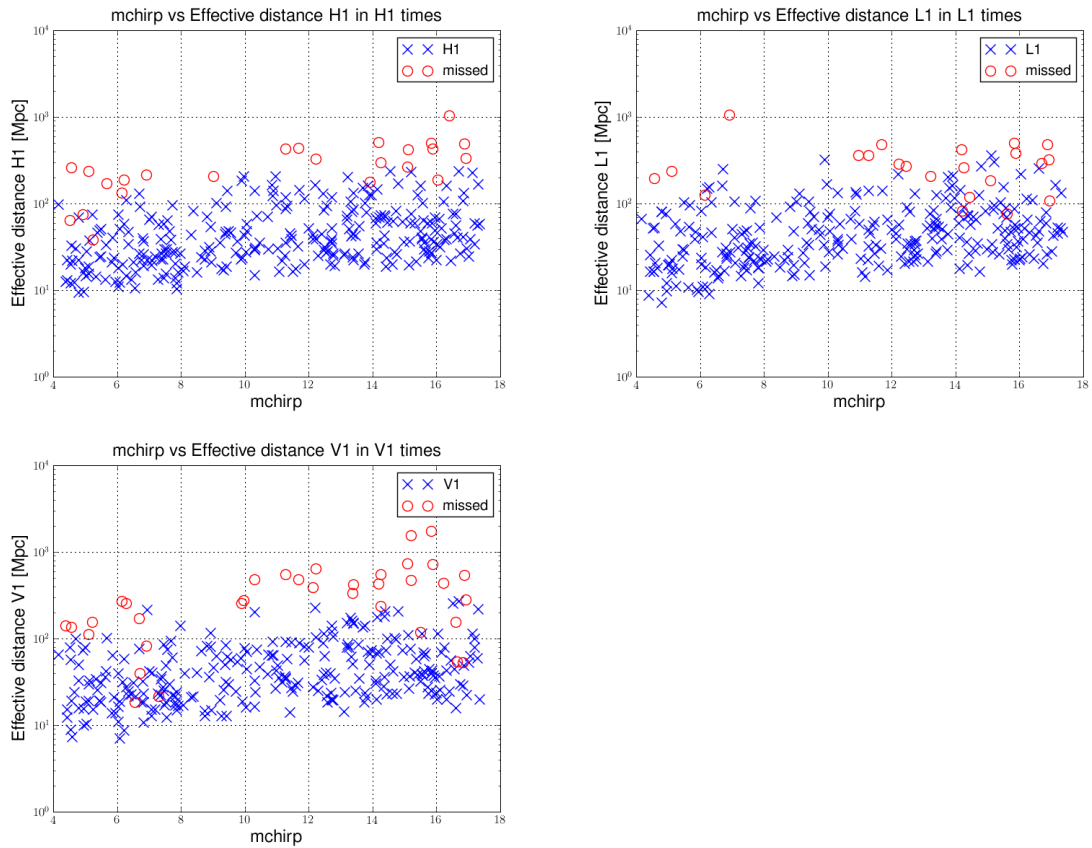 mchirp vs Effective distance H1 in H1 times
Effective distance H1 [Mpc]
10^4
10^3
10^2
10^1
10^0
H1
missed
4 6 8 10 12 14 16 18
mchirp
mchirp vs Effective distance L1 in L1 times
Effective distance L1 [Mpc]
10^4
10^3
10^2
10^1
10^0
L1
missed
4 6 8 10 12 14 16 18
mchirp
mchirp vs Effective distance V1 in V1 times
Effective distance V1 [Mpc]
10^4
10^3
10^2
10^1
10^0
V1
missed
4 6 8 10 12 14 16 18
mchirp